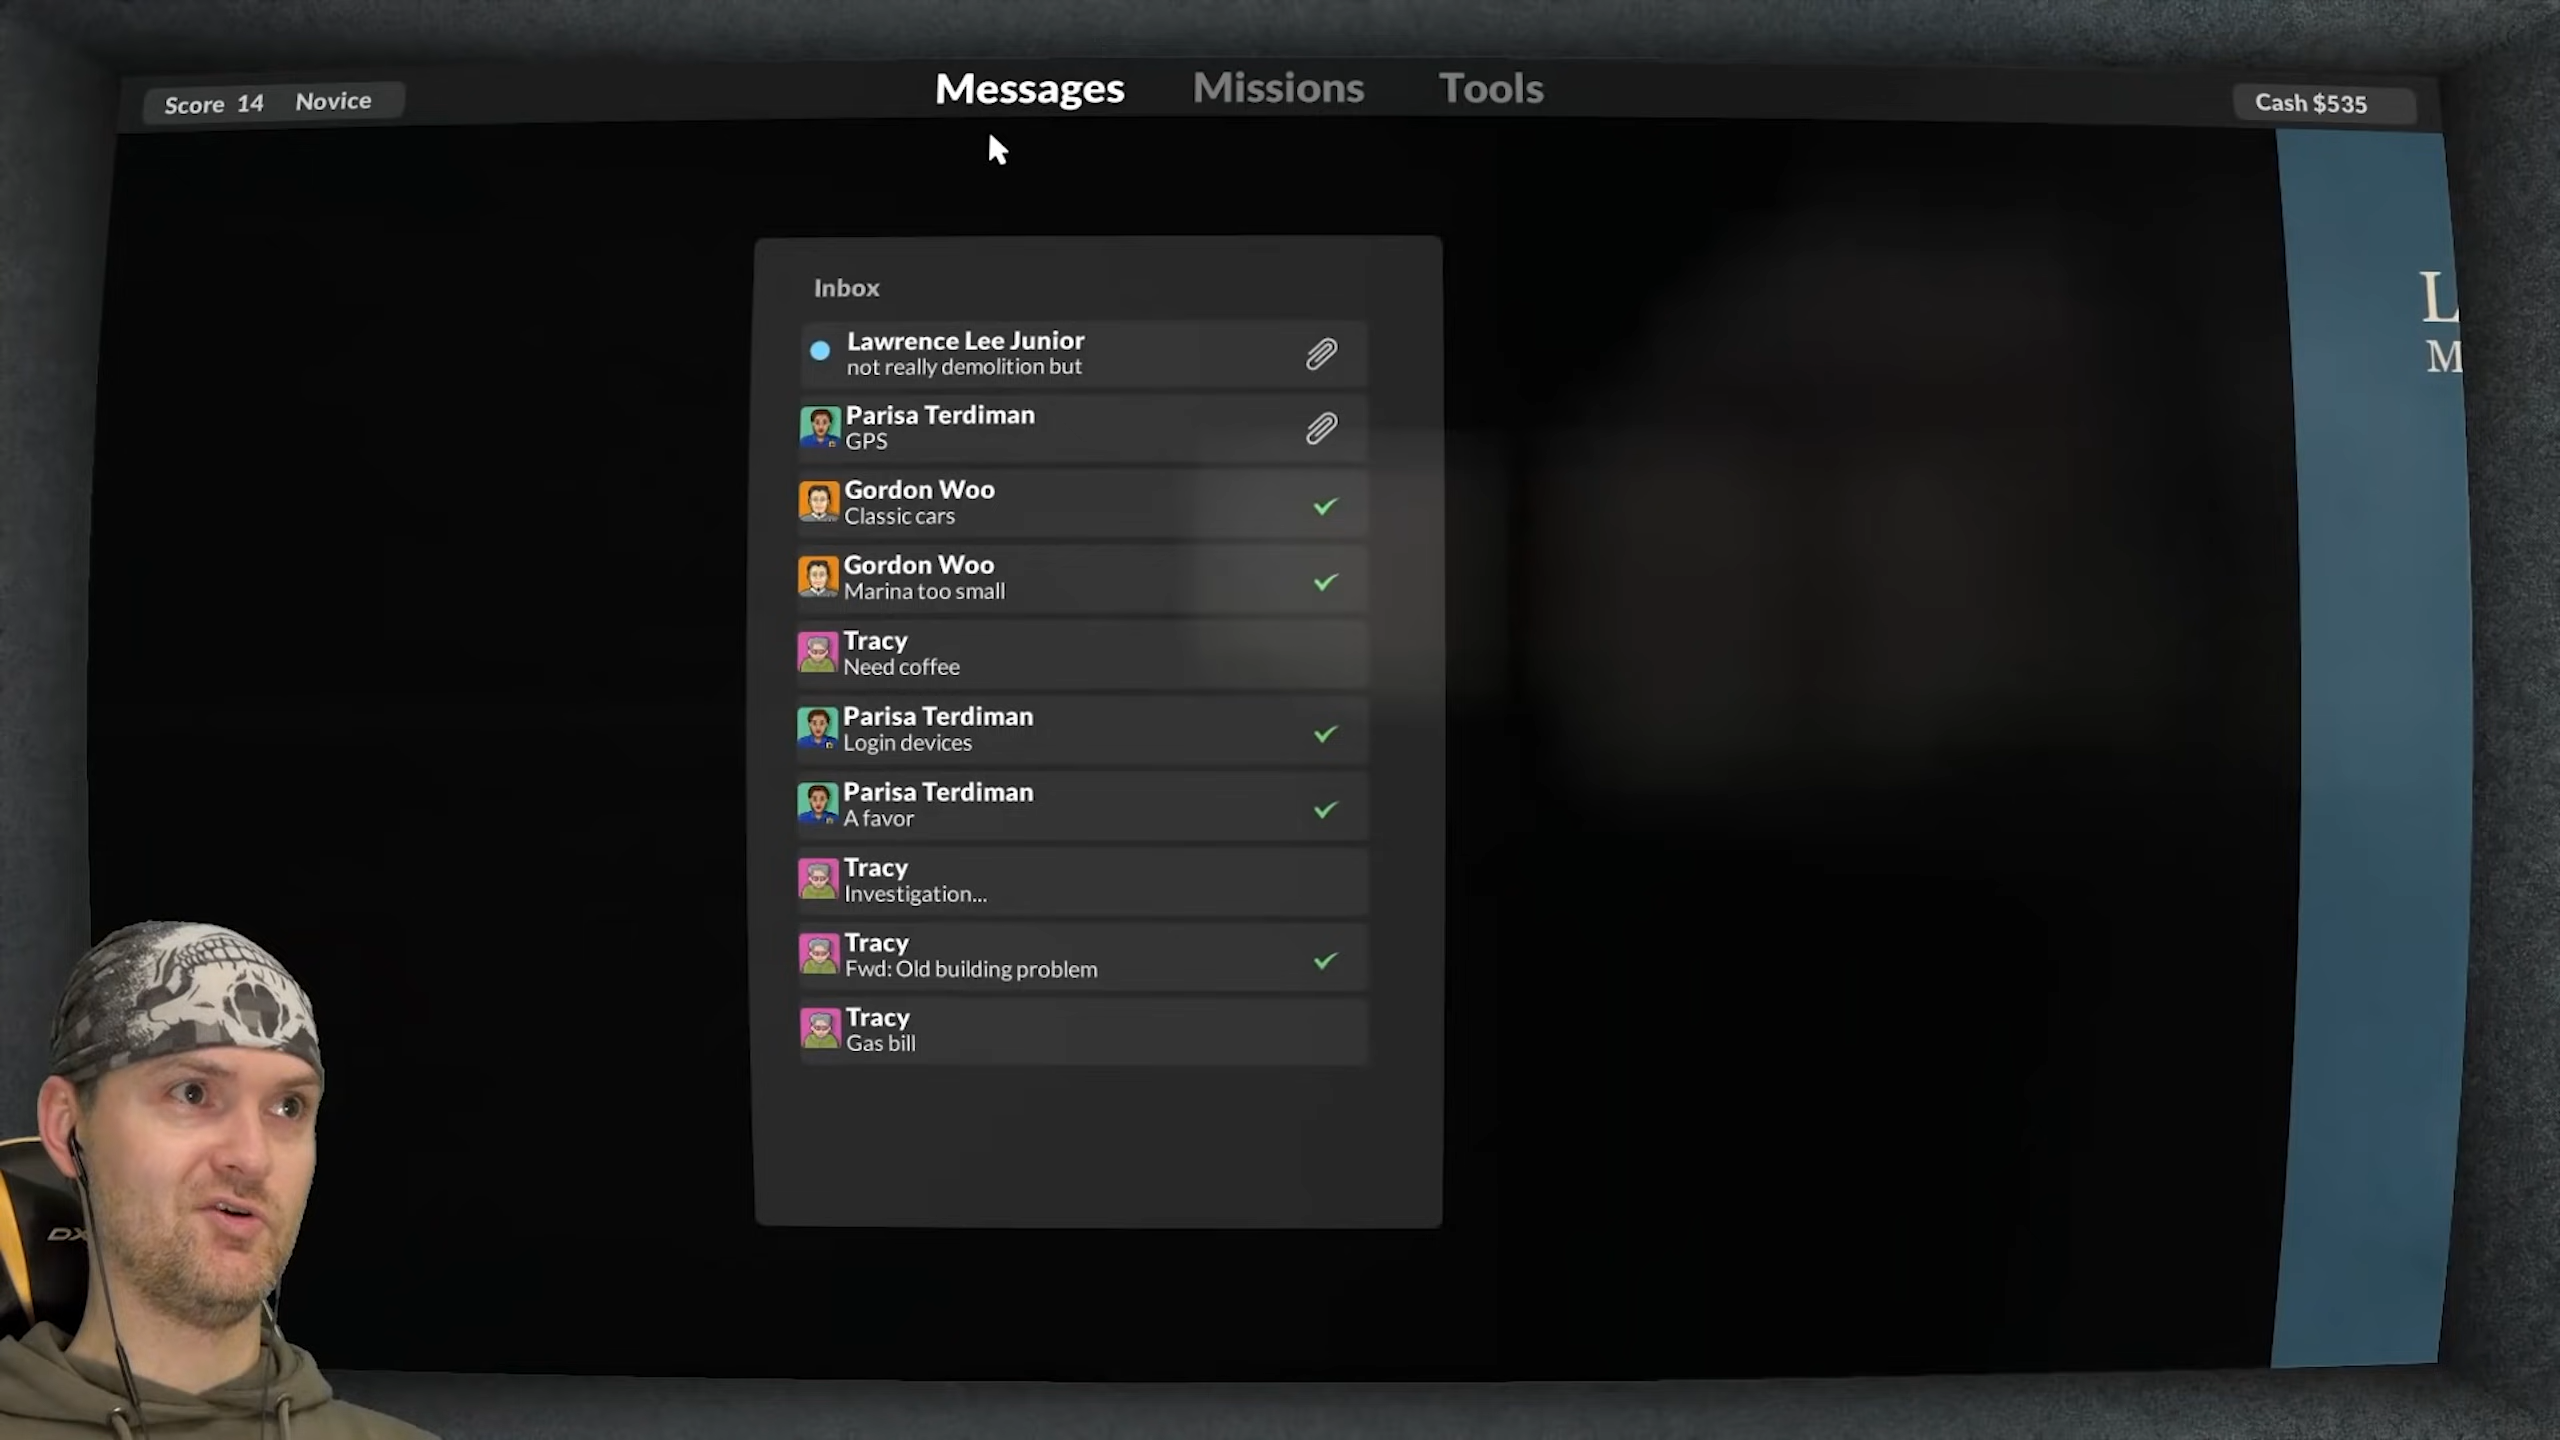 Score 14 Novice
Messages Missions Tools
Cash $535
Inbox
Lawrence Lee Junior
not really demolition but
Parisa Terdiman
GPS
Gordon Woo
Classic cars
Gordon Woo
Marina too small
Tracy
Need coffee
Parisa Terdiman
Login devices
Parisa Terdiman
A favor
Tracy
Investigation...
Tracy
Fwd: Old building problem
Tracy
Gas bill
L
M
DX